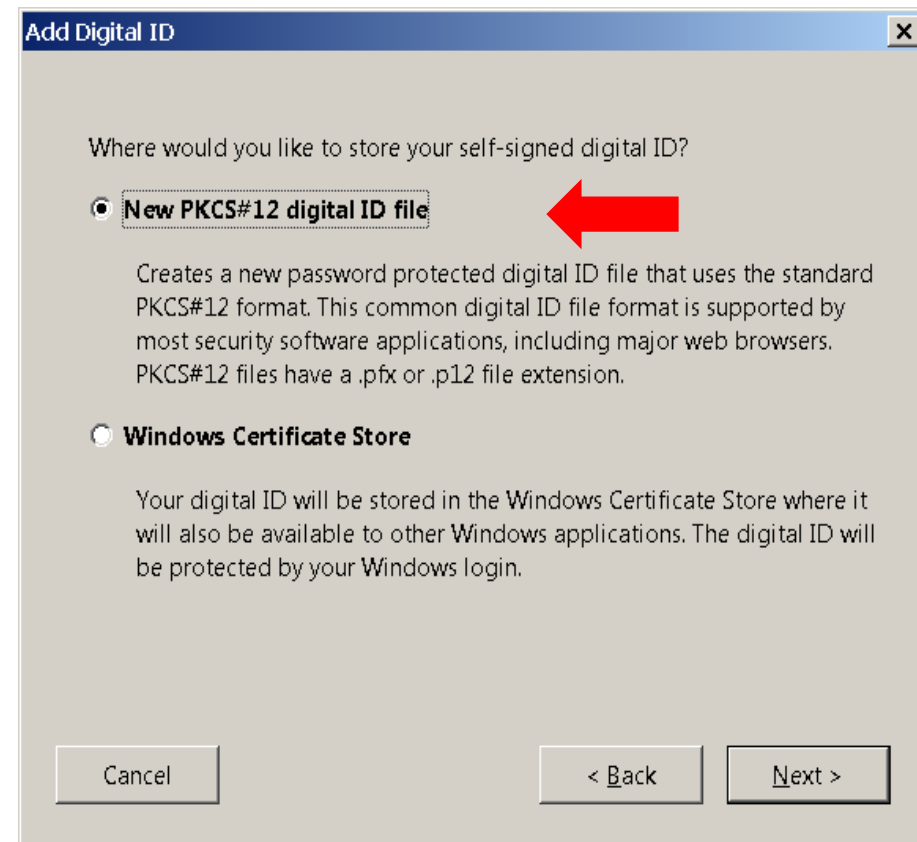 Add Digital ID
Where would you like to store your self-signed digital ID?
New PKCS#12 digital ID file
Creates a new password protected digital ID file that uses the standard
PKCS#12 format. This common digital ID file format is supported by
most security software applications, including major web browsers.
PKCS#12 files have a .pfx or .p12 file extension.
Windows Certificate Store
Your digital ID will be stored in the Windows Certificate Store where it
will also be available to other Windows applications. The digital ID will
be protected by your Windows login.
Cancel < Back Next >